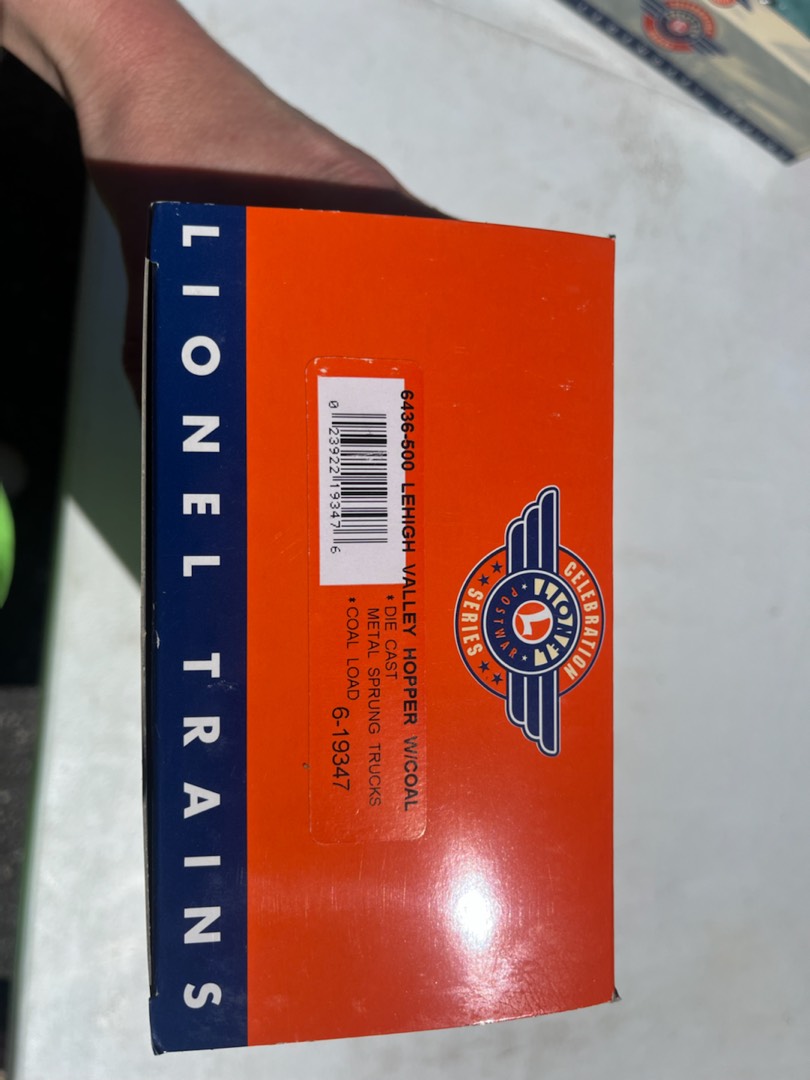 CELEBRATION
LIONEL
L
POSTWAR
SERIES
6436-500 LEHIGH VALLEY HOPPER W/COAL
* DIE CAST
METAL SPRUNG TRUCKS
* COAL LOAD
6-19347
0 23922 19347 6
LIONEL TRAINS